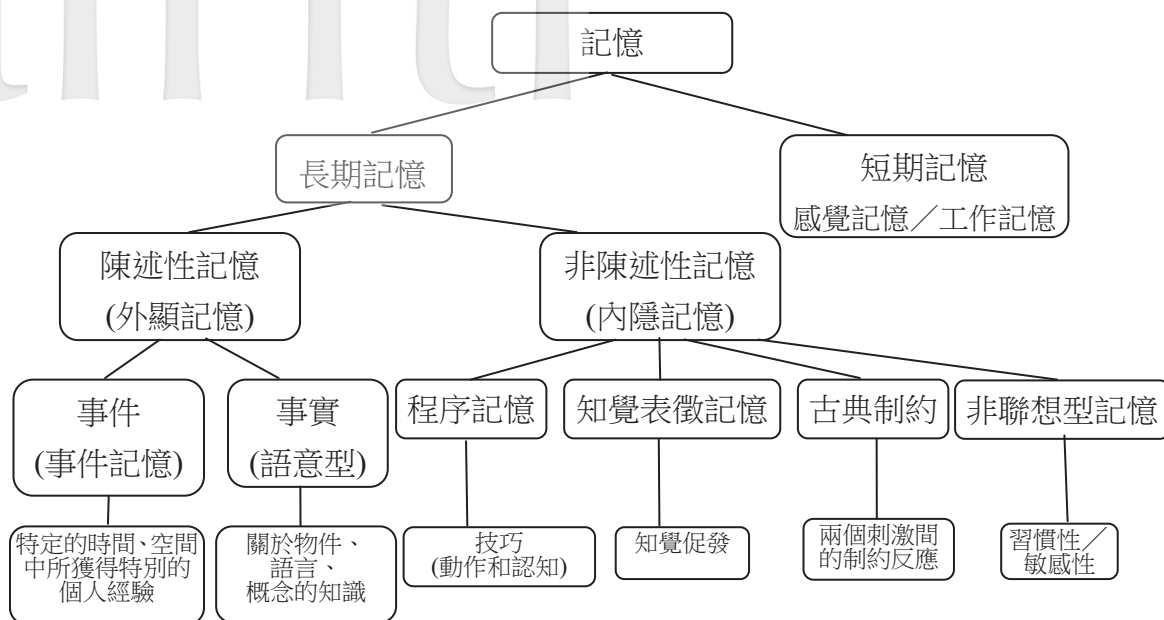 記憶
長期記憶
短期記憶
感覺記憶／工作記憶
陳述性記憶
(外顯記憶)
非陳述性記憶
(內隱記憶)
事件
(事件記憶)
事實
(語意型)
程序記憶
知覺表徵記憶
古典制約
非聯想型記憶
特定的時間、空間
中所獲得特別的
個人經驗
關於物件、
語言、
概念的知識
技巧
(動作和認知)
知覺促發
兩個刺激間
的制約反應
習慣性／
敏感性